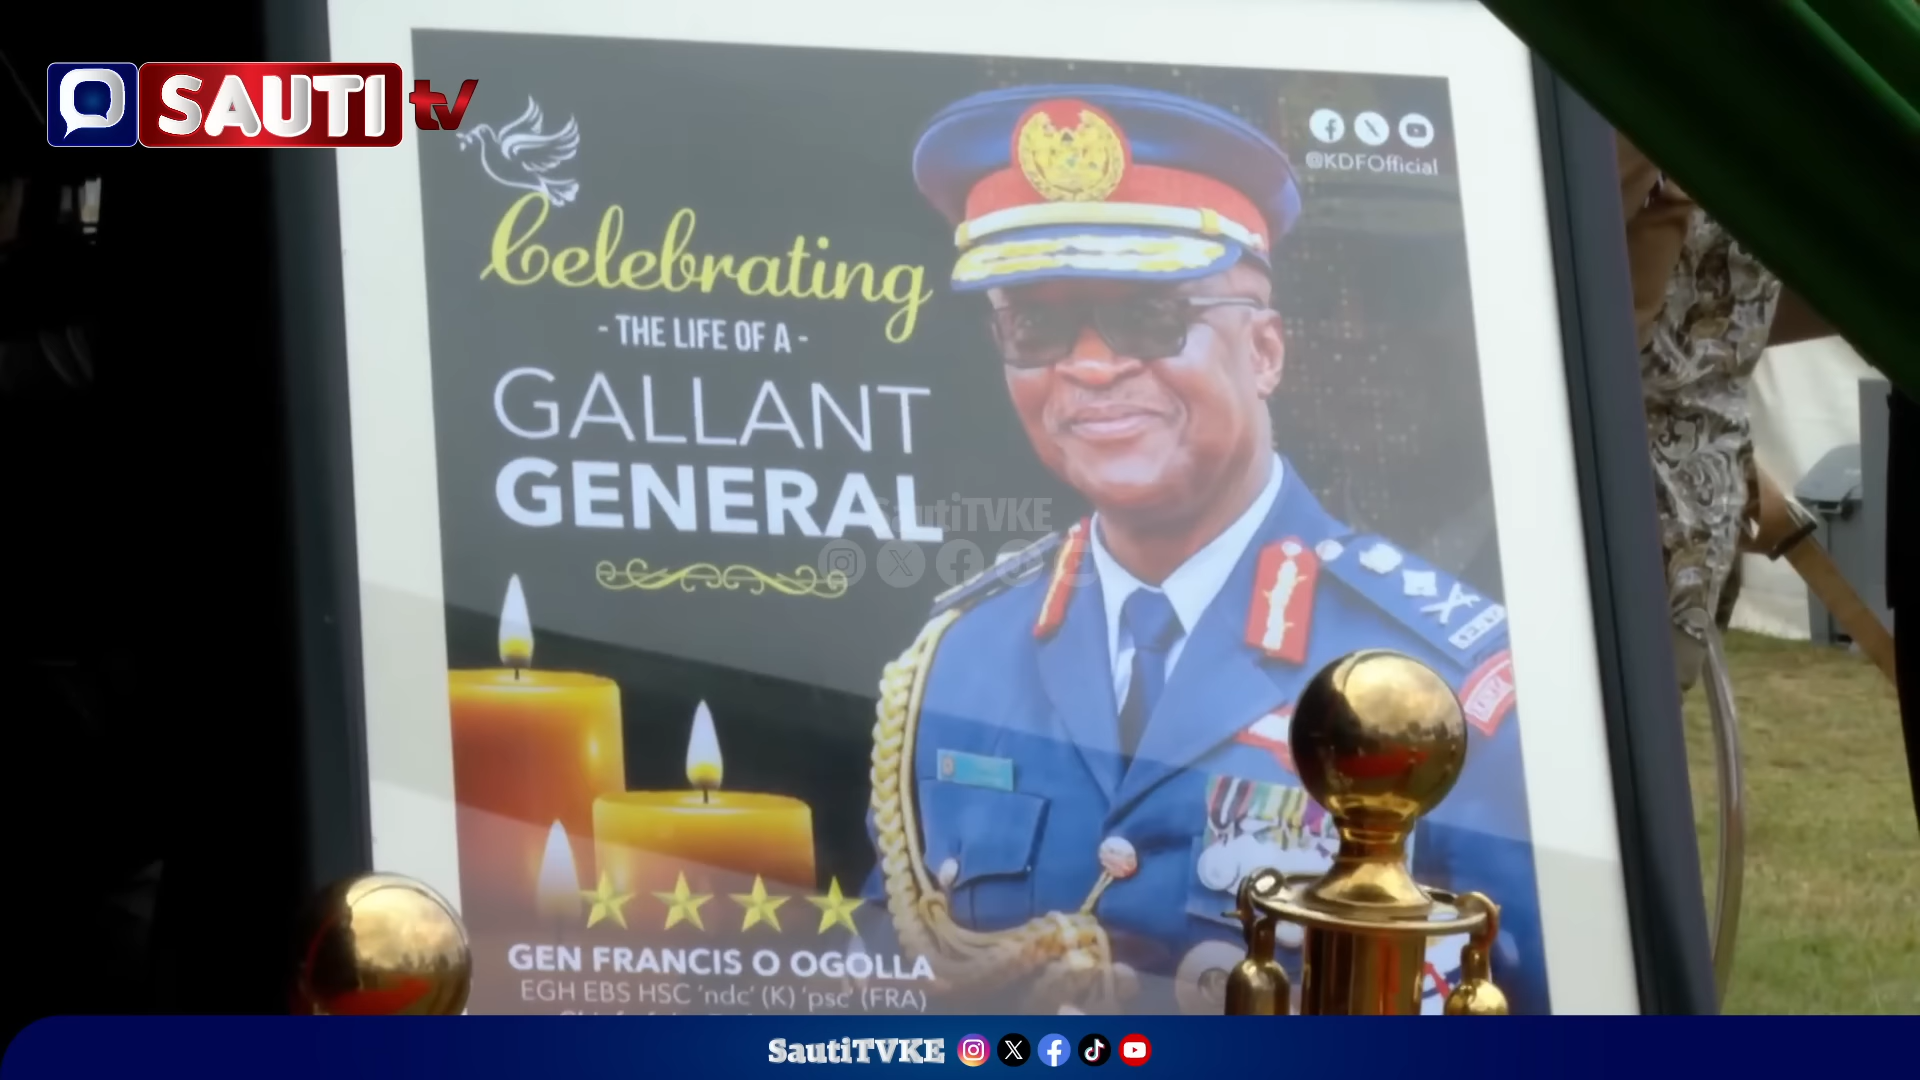 SAUTI tv
@KDFOfficial
Celebrating
- THE LIFE OF A -
GALLANT
GENERAL
SautiTVKE
GEN FRANCIS O OGOLLA
EGH EBS HSC 'ndc' (K) 'psc' (FRA)
SautiTVKE